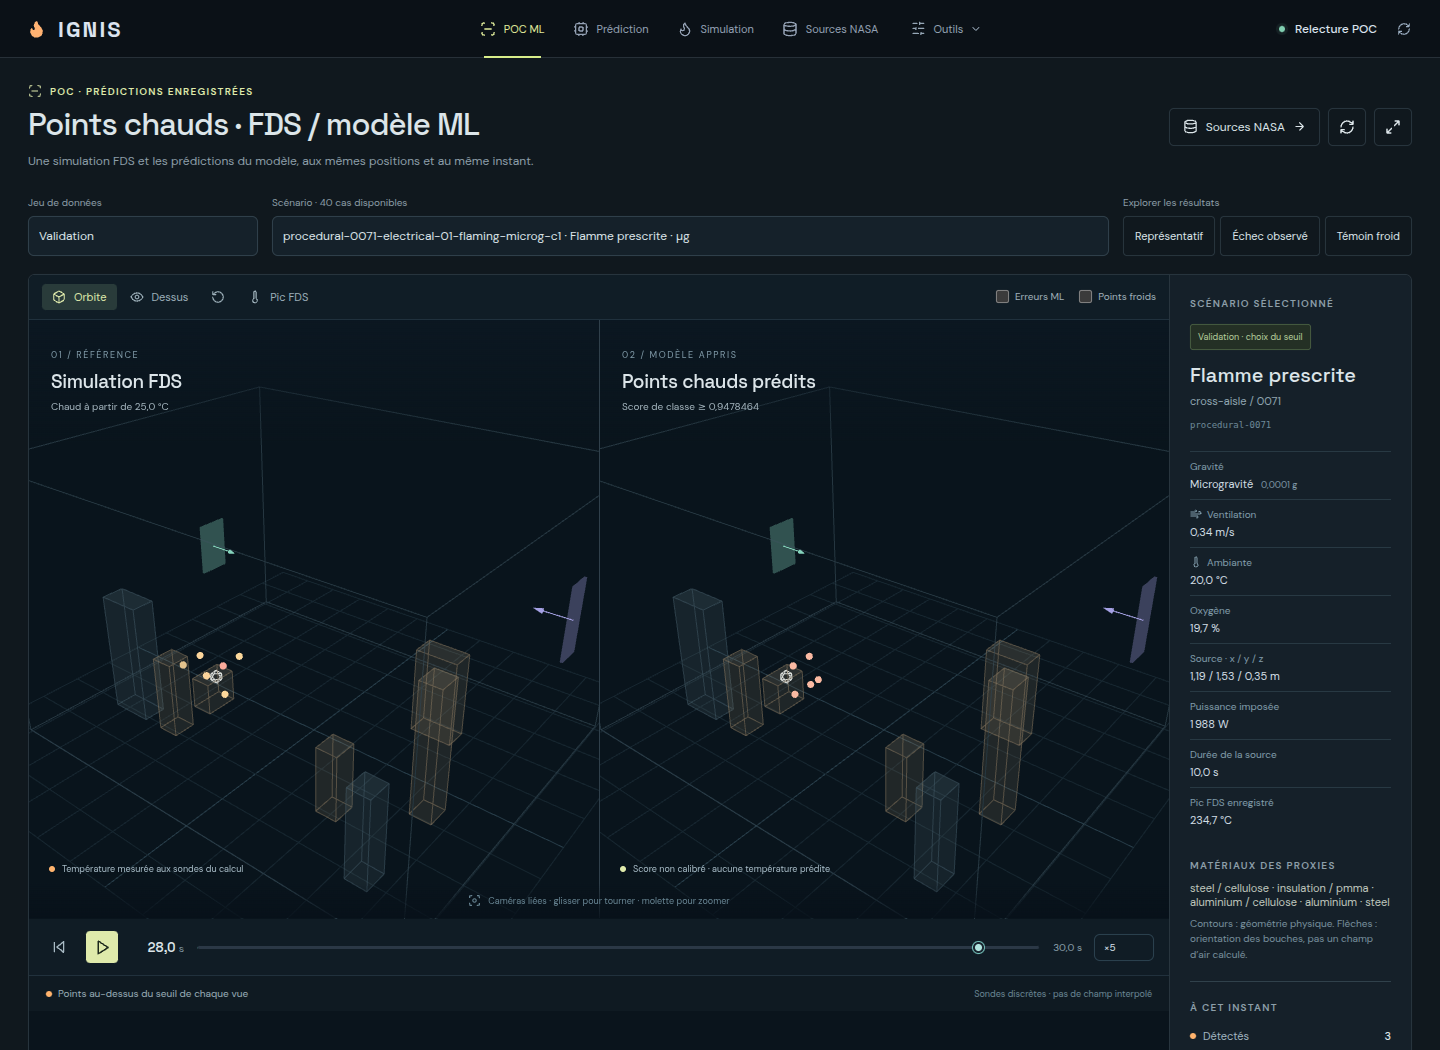 IGNIS
POC ML
Prédiction
Simulation
Sources NASA
Outils
Relecture POC
POC · PRÉDICTIONS ENREGISTRÉES
Points chauds · FDS / modèle ML
Une simulation FDS et les prédictions du modèle, aux mêmes positions et au même instant.
Sources NASA →
Jeu de données
Scénario · 40 cas disponibles
Explorer les résultats
Validation
procedural-0071-electrical-01-flaming-microg-c1 · Flamme prescrite · µg
Représentatif
Échec observé
Témoin froid
Orbite
Dessus
Pic FDS
Erreurs ML
Points froids
01 / RÉFÉRENCE
Simulation FDS
Chaud à partir de 25,0 °C
02 / MODÈLE APPRIS
Points chauds prédits
Score de classe ≥ 0,9478464
Température mesurée aux sondes du calcul
Score non calibré · aucune température prédite
Caméras liées · glisser pour tourner · molette pour zoomer
28,0 s
30,0 s
×5
Points au-dessus du seuil de chaque vue
Sondes discrètes · pas de champ interpolé
SCÉNARIO SÉLECTIONNÉ
Validation · choix du seuil
Flamme prescrite
cross-aisle / 0071
procedural-0071
Gravité
Microgravité 0,0001 g
Ventilation
0,34 m/s
Ambiante
20,0 °C
Oxygène
19,7 %
Source · x / y / z
1,19 / 1,53 / 0,35 m
Puissance imposée
1 988 W
Durée de la source
10,0 s
Pic FDS enregistré
234,7 °C
MATÉRIAUX DES PROXIES
steel / cellulose · insulation / pmma ·
aluminium / cellulose · aluminium · steel
Contours : géométrie physique. Flèches :
orientation des bouches, pas un champ
d'air calculé.
À CET INSTANT
Détectés 3